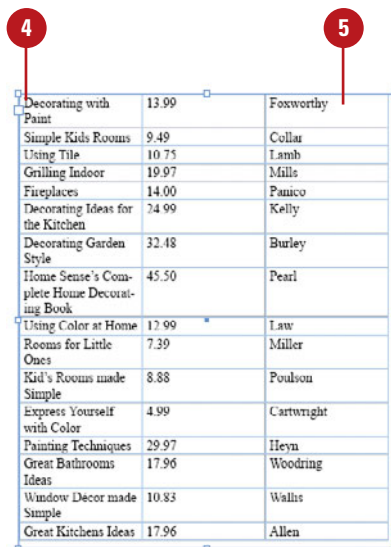 4 5
Decorating with 13.99 Foxworthy
Paint
Simple Kids Rooms 9.49 Collar
Using Tile 10.75 Lamb
Grilling Indoor 19.97 Mills
Fireplaces 14.00 Panico
Decorating Ideas for 24.99 Kelly
the Kitchen
Decorating Garden 32.48 Burley
Style
Home Sense's Com- 45.50 Pearl
plete Home Decorat-
ing Book
Using Color at Home 12.99 Law
Rooms for Little 7.39 Miller
Ones
Kid's Rooms made 8.88 Poulson
Simple
Express Yourself 4.99 Cartwright
with Color
Painting Techniques 29.97 Heyn
Great Bathrooms 17.96 Woodring
Ideas
Window Décor made 10.83 Wallis
Simple
Great Kitchens Ideas 17.96 Allen